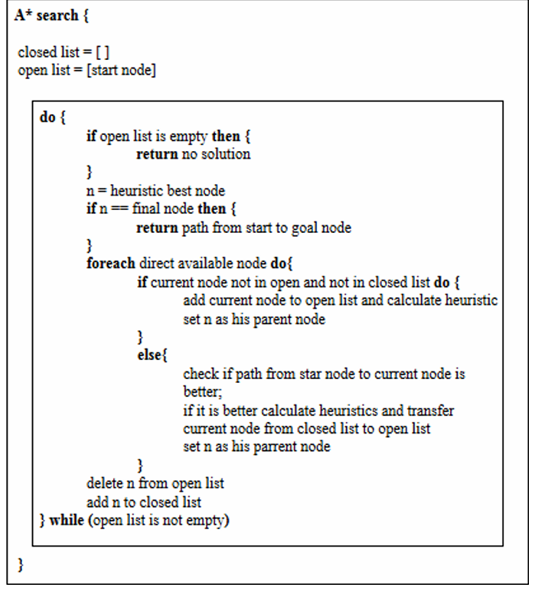 A* search {
closed list = [ ]
open list = [start node]
do {
if open list is empty then {
return no solution
}
n = heuristic best node
if n == final node then {
return path from start to goal node
}
foreach direct available node do{
if current node not in open and not in closed list do {
add current node to open list and calculate heuristic
set n as his parent node
}
else{
check if path from star node to current node is
better;
if it is better calculate heuristics and transfer
current node from closed list to open list
set n as his parrent node
}
delete n from open list
add n to closed list
} while (open list is not empty)
}